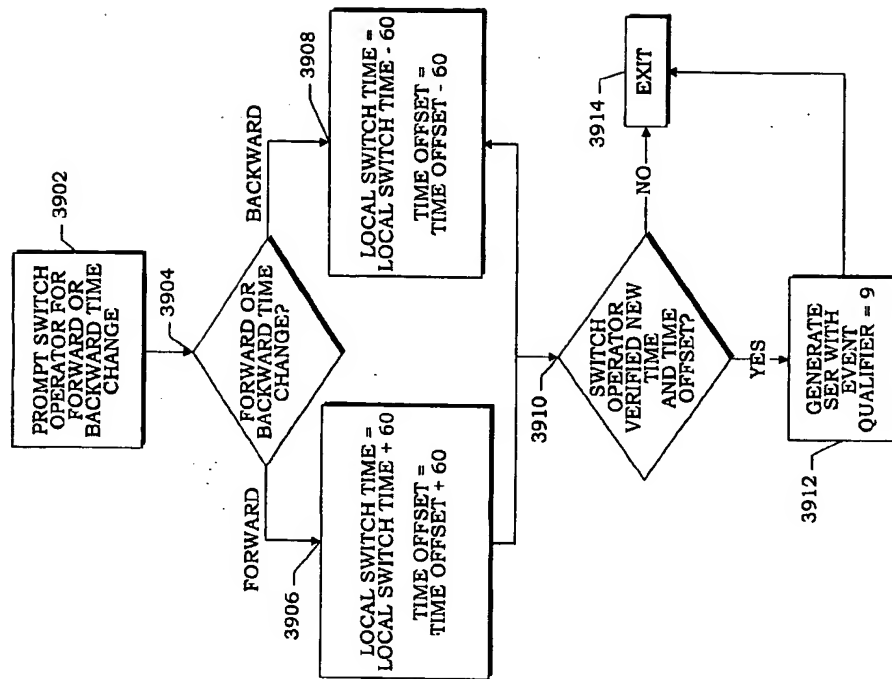 3902
PROMPT SWITCH
OPERATOR FOR
FORWARD OR
BACKWARD TIME
CHANGE
3904
FORWARD OR
BACKWARD TIME
CHANGE?
FORWARD
BACKWARD
3906
LOCAL SWITCH TIME =
LOCAL SWITCH TIME + 60
TIME OFFSET =
TIME OFFSET + 60
3908
LOCAL SWITCH TIME =
LOCAL SWITCH TIME - 60
TIME OFFSET =
TIME OFFSET - 60
3910
SWITCH
OPERATOR
VERIFIED NEW
TIME
AND TIME
OFFSET?
NO
YES
3914
EXIT
3912
GENERATE
SER WITH
EVENT
QUALIFIER = 9